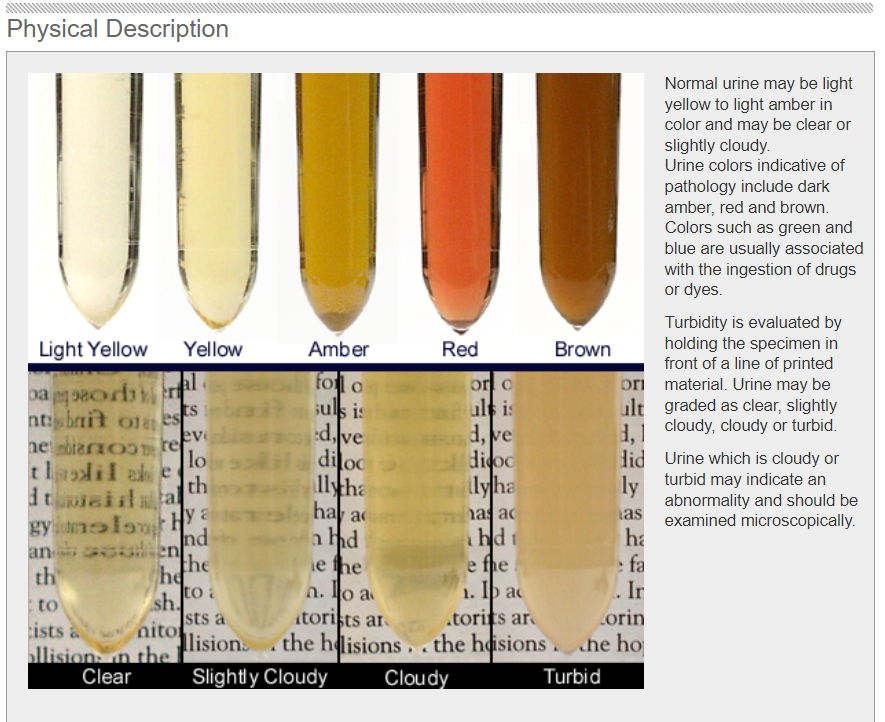 Physical Description
Normal urine may be light
yellow to light amber in
color and may be clear or
slightly cloudy.
Urine colors indicative of
pathology include dark
amber, red and brown.
Colors such as green and
blue are usually associated
with the ingestion of drugs
or dyes.
Turbidity is evaluated by
holding the specimen in
front of a line of printed
material. Urine may be
graded as clear, slightly
cloudy, cloudy or turbid.
Urine which is cloudy or
turbid may indicate an
abnormality and should be
examined microscopically.
Light Yellow Yellow Amber Red Brown
Clear Slightly Cloudy Cloudy Turbid